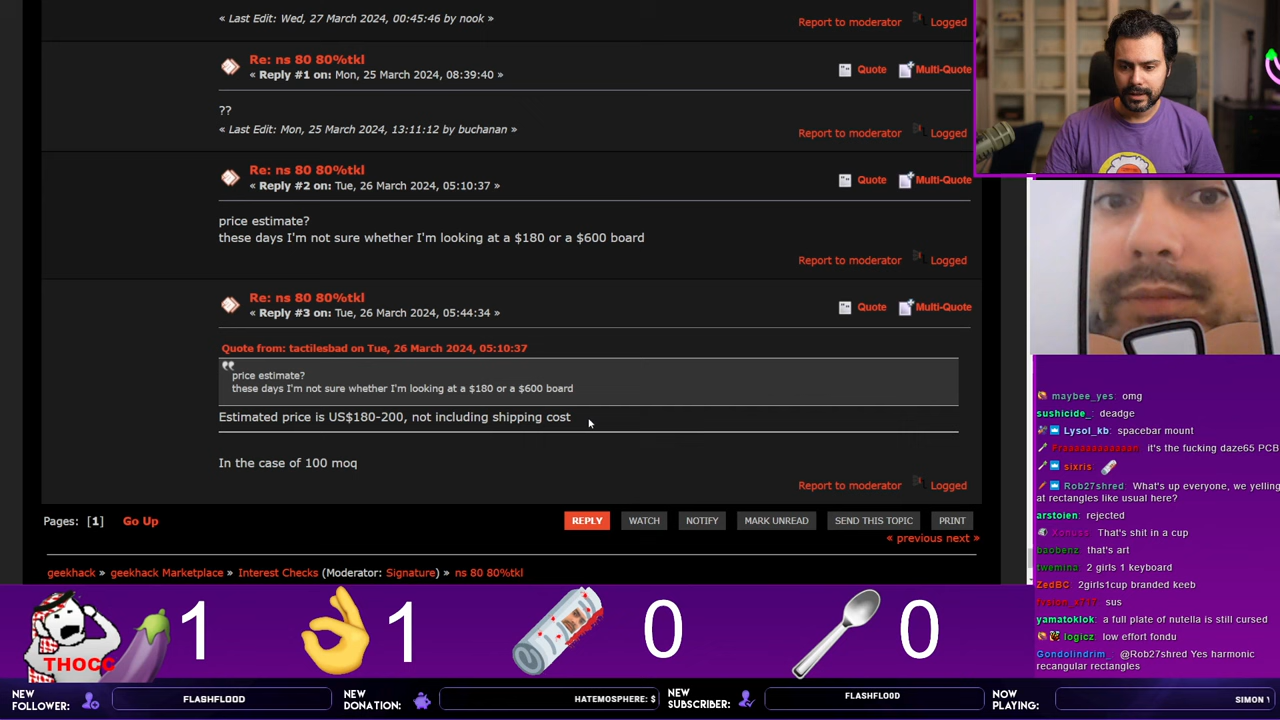 « Last Edit: Wed, 27 March 2024, 00:45:46 by nook »
Report to moderator Logged
Re: ns 80 80%tkl
« Reply #1 on: Mon, 25 March 2024, 08:39:40 »
Quote Multi-Quote
??
« Last Edit: Mon, 25 March 2024, 13:11:12 by buchanan »
Report to moderator Logged
Re: ns 80 80%tkl
« Reply #2 on: Tue, 26 March 2024, 05:10:37 »
Quote Multi-Quote
price estimate?
these days I'm not sure whether I'm looking at a $180 or a $600 board
Report to moderator Logged
Re: ns 80 80%tkl
« Reply #3 on: Tue, 26 March 2024, 05:44:34 »
Quote Multi-Quote
Quote from: tactilesbad on Tue, 26 March 2024, 05:10:37
price estimate?
these days I'm not sure whether I'm looking at a $180 or a $600 board
Estimated price is US$180-200, not including shipping cost
In the case of 100 moq
Report to moderator Logged
Pages: [1] Go Up
REPLY WATCH NOTIFY MARK UNREAD SEND THIS TOPIC PRINT
« previous next »
geekhack » geekhack Marketplace » Interest Checks (Moderator: Signature) » ns 80 80%tkl
maybee_yes: omg
sushicide_: deadge
Lysol_kb: spacebar mount
it's the fucking daze65 PCB
sixris
Rob27shred: What's up everyone, we yelling
at rectangles like usual here?
arstoien: rejected
Xonuss: That's shit in a cup
baobenz: that's art
twemina: 2 girls 1 keyboard
ZedBC: 2girls1cup branded keeb
sus
yamatoklok: a full plate of nutella is still cursed
logicz: low effort fondu
Gondolindrim_: @Rob27shred Yes harmonic
recangular rectangles
THOCC 1 1 0 0
NEW FOLLOWER: FLASHFLOOD
NEW DONATION: HATEMOSPHERE: $
NEW SUBSCRIBER: FLASHFLOOD
NOW PLAYING: SIMON